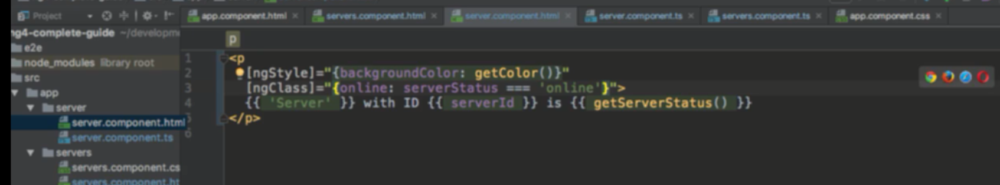 Project
app.component.html
servers.component.html
server.component.html
server.component.ts
servers.component.ts
app.component.css
ng4-complete-guide ~/developme
e2e
node_modules library root
src
app
server
server.component.html
server.component.ts
servers
servers.component.cs
servers.component.ht
p
1 <p
2 [ngStyle]="{backgroundColor: getColor()}"
3 [ngClass]="{online: serverStatus === 'online'}">
4 {{ 'Server' }} with ID {{ serverId }} is {{ getServerStatus() }}
5 </p>
6